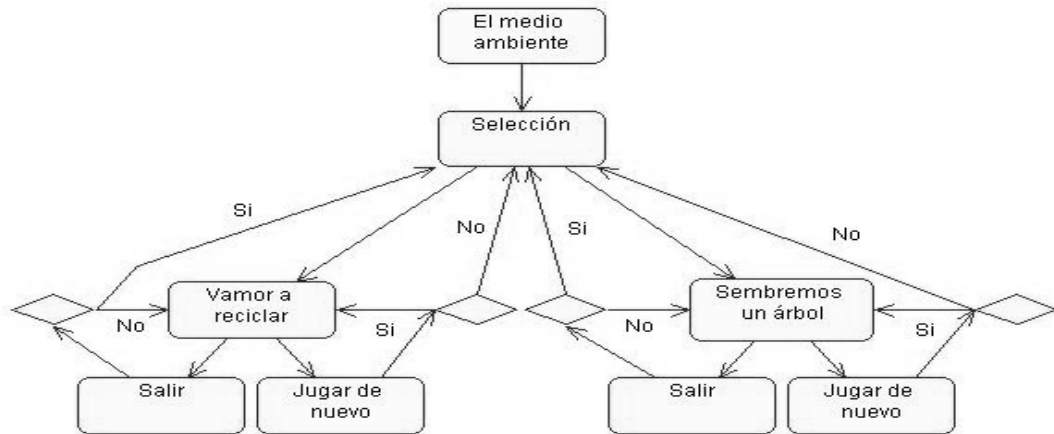 El medio
ambiente
Selección
Si
No
Si
No
Vamor a
reciclar
Sembremos
un árbol
No
Si
No
Si
Salir
Jugar de
nuevo
Salir
Jugar de
nuevo